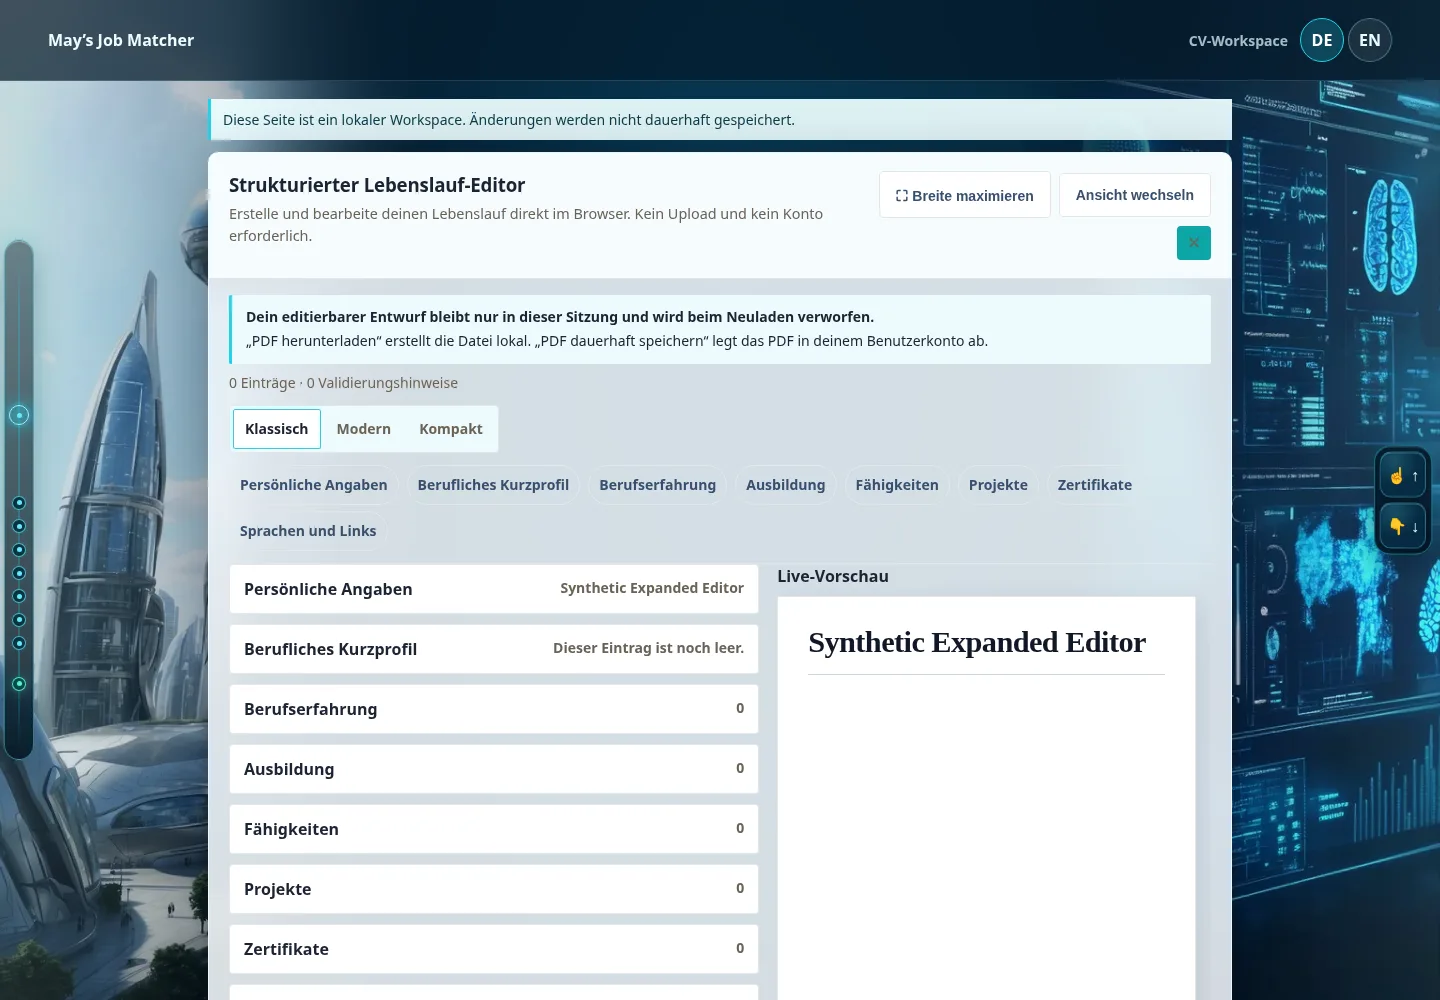 May’s Job Matcher
CV-Workspace DE EN
Diese Seite ist ein lokaler Workspace. Änderungen werden nicht dauerhaft gespeichert.
Strukturierter Lebenslauf-Editor
Erstelle und bearbeite deinen Lebenslauf direkt im Browser. Kein Upload und kein Konto
erforderlich.
Breite maximieren
Ansicht wechseln
Dein editierbarer Entwurf bleibt nur in dieser Sitzung und wird beim Neuladen verworfen.
„PDF herunterladen“ erstellt die Datei lokal. „PDF dauerhaft speichern“ legt das PDF in deinem Benutzerkonto ab.
0 Einträge · 0 Validierungshinweise
Klassisch Modern Kompakt
Persönliche Angaben Berufliches Kurzprofil Berufserfahrung Ausbildung Fähigkeiten Projekte Zertifikate
Sprachen und Links
Persönliche Angaben Synthetic Expanded Editor
Berufliches Kurzprofil Dieser Eintrag ist noch leer.
Berufserfahrung 0
Ausbildung 0
Fähigkeiten 0
Projekte 0
Zertifikate 0
Live-Vorschau
Synthetic Expanded Editor